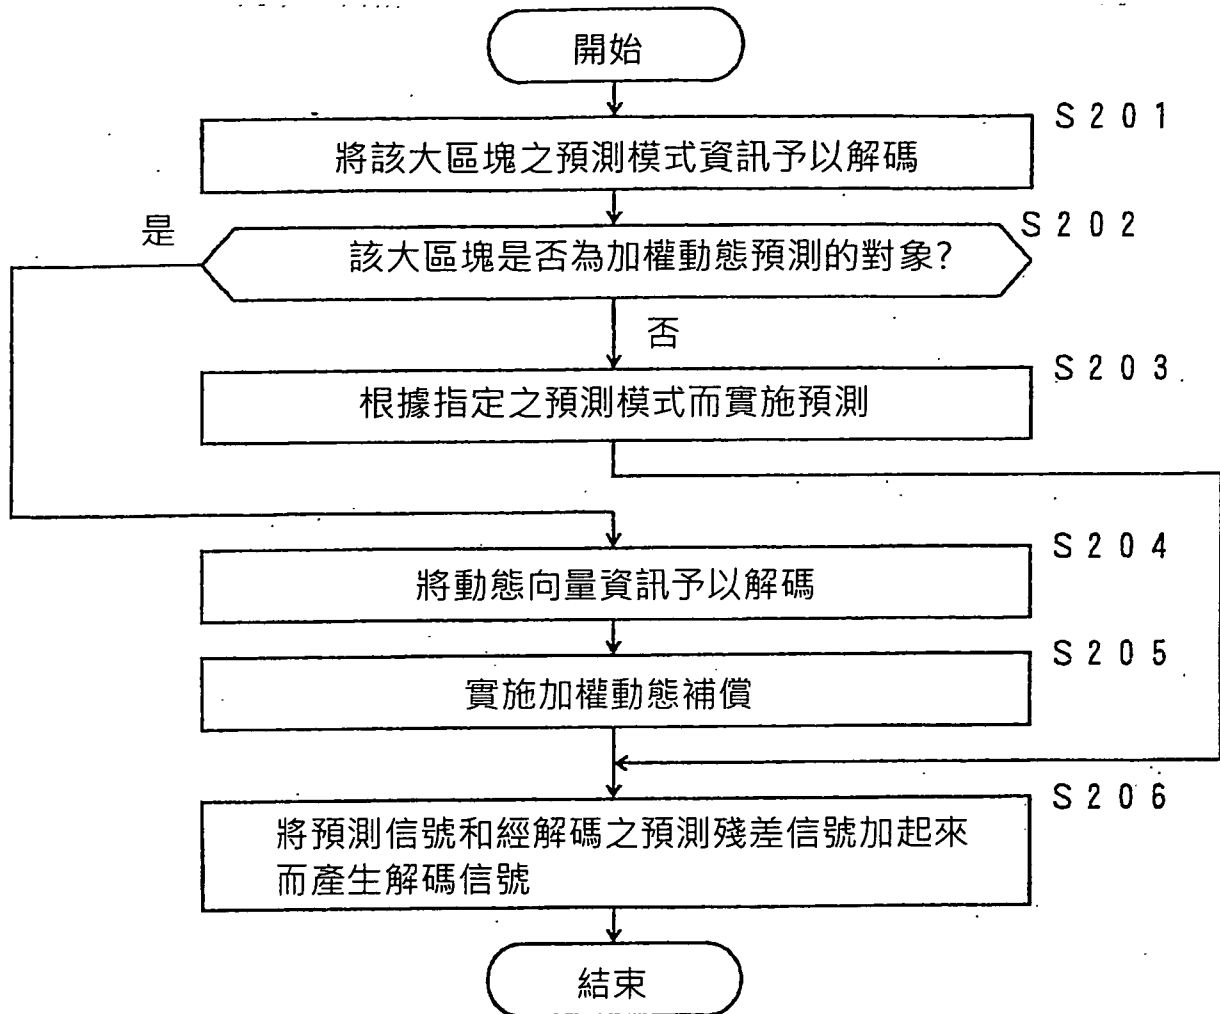 開始
S201
將該大區塊之預測模式資訊予以解碼
是
S202
該大區塊是否為加權動態預測的對象?
否
S203
根據指定之預測模式而實施預測
S204
將動態向量資訊予以解碼
S205
實施加權動態補償
S206
將預測信號和經解碼之預測殘差信號加起來
而產生解碼信號
結束